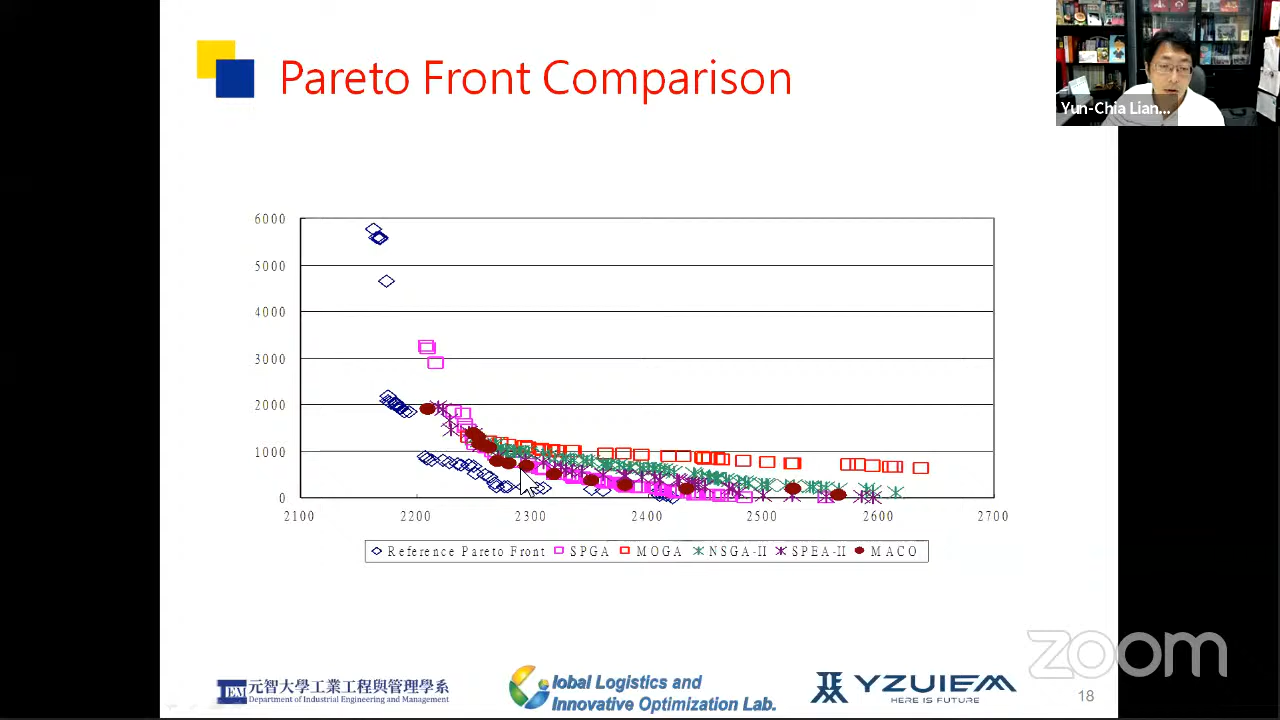 Pareto Front Comparison
Yun-Chia Lian...
6000
5000
4000
3000
2000
1000
0
2100 2200 2300 2400 2500 2600 2700
Reference Pareto Front SPGA MOGA NSGA-II SPEA-II MACO
IEM 元智大學工業工程與管理學系
Department of Industrial Engineering and Management
Global Logistics and
Innovative Optimization Lab.
YZUIEM
HERE IS FUTURE
zoom
18